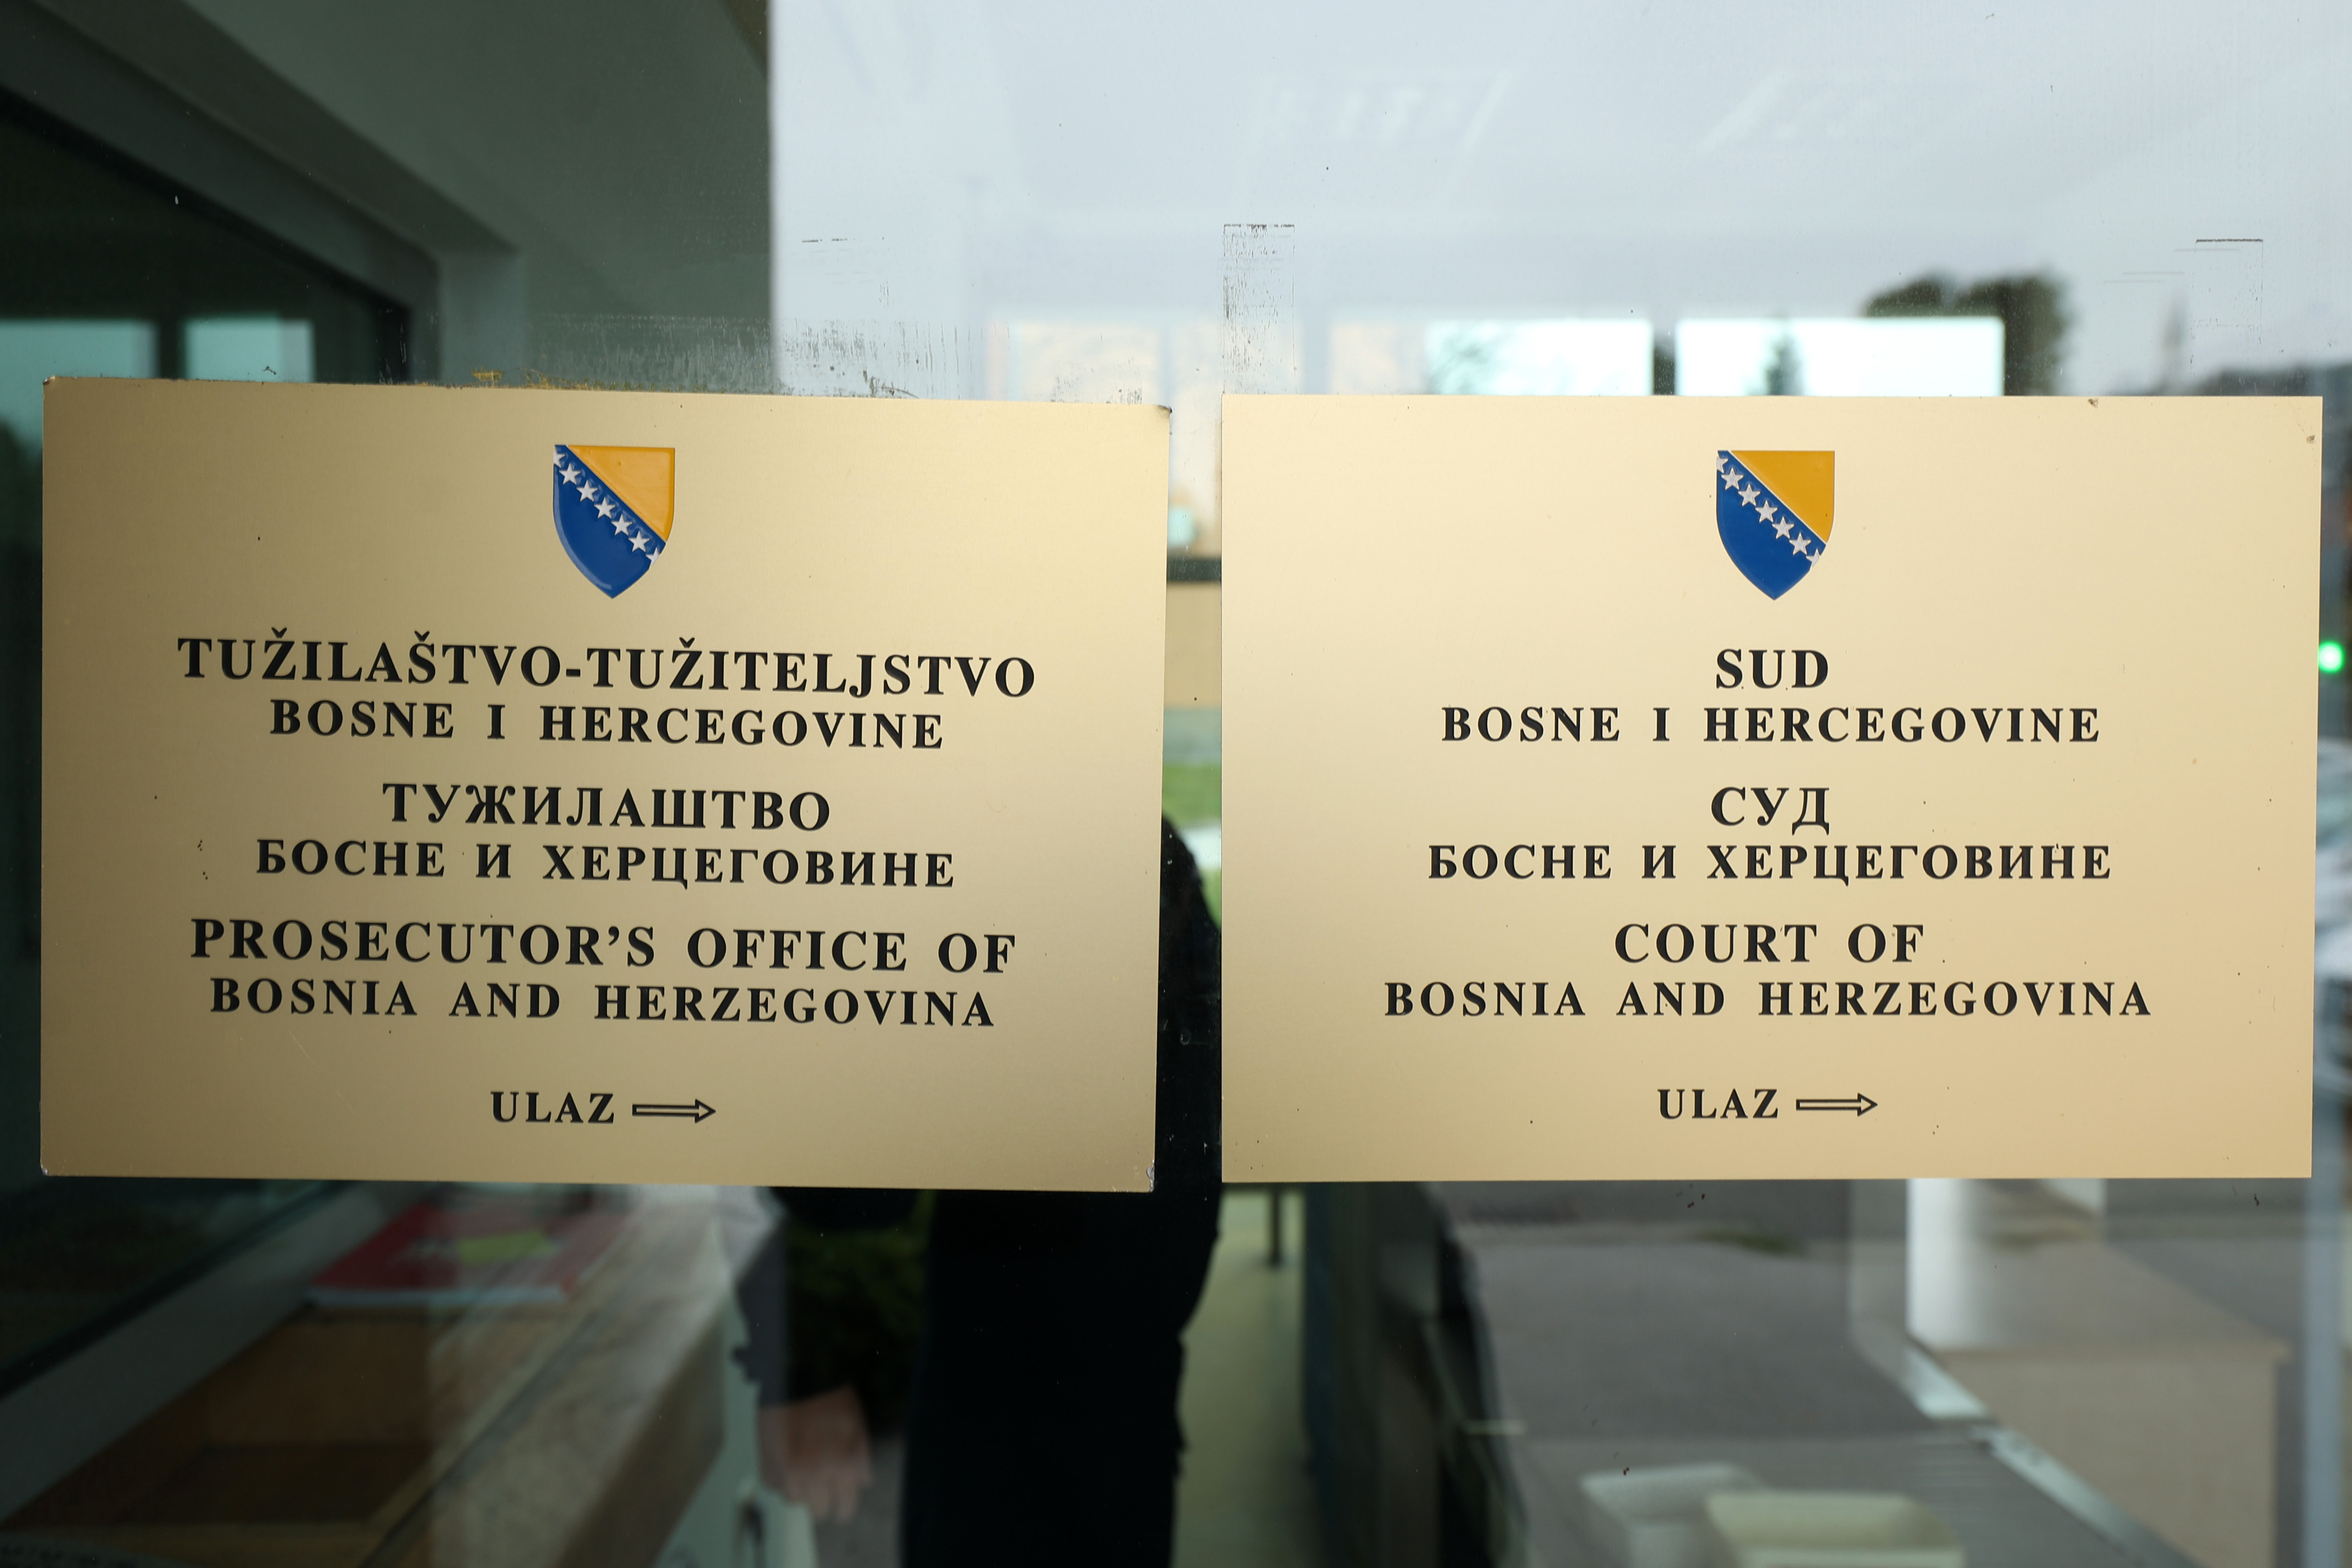 TUŽILAŠTVO-TUŽITELJSTVO
BOSNE I HERCEGOVINE
ТУЖИЛАШТВО
БОСНЕ И ХЕРЦЕГОВИНЕ
PROSECUTOR’S OFFICE OF
BOSNIA AND HERZEGOVINA
ULAZ
SUD
BOSNE I HERCEGOVINE
СУД
БОСНЕ И ХЕРЦЕГОВИНЕ
COURT OF
BOSNIA AND HERZEGOVINA
ULAZ